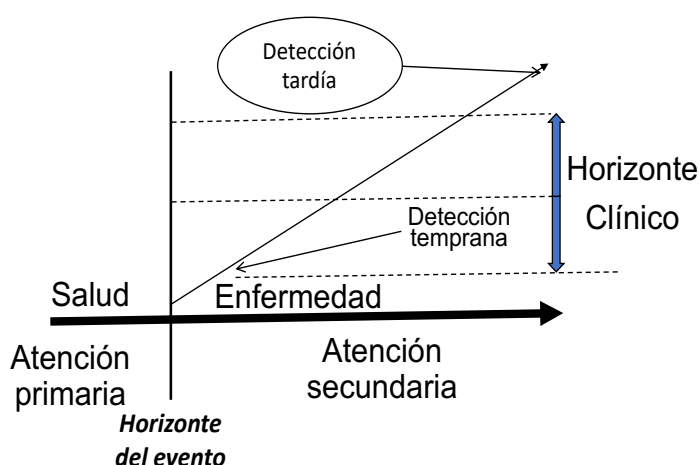 Detección
tardía
Horizonte
Clínico
Detección
temprana
Salud
Enfermedad
Atención
primaria
Atención
secundaria
Horizonte
del evento